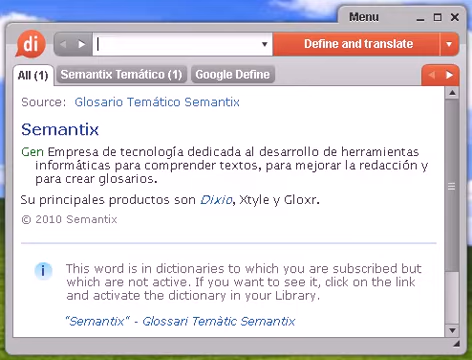 Menu
di
Define and translate
All (1)
Semantix Temático (1)
Google Define
Source: Glosario Temático Semantix
Semantix
Gen Empresa de tecnología dedicada al desarrollo de herramientas
informáticas para comprender textos, para mejorar la redacción y
para crear glosarios.
Su principales productos son Dixio, Xtyle y Gloxr.
© 2010 Semantix
i
This word is in dictionaries to which you are subscribed but
which are not active. If you want to see it, click on the link
and activate the dictionary in your Library.
"Semantix" - Glossari Temàtic Semantix